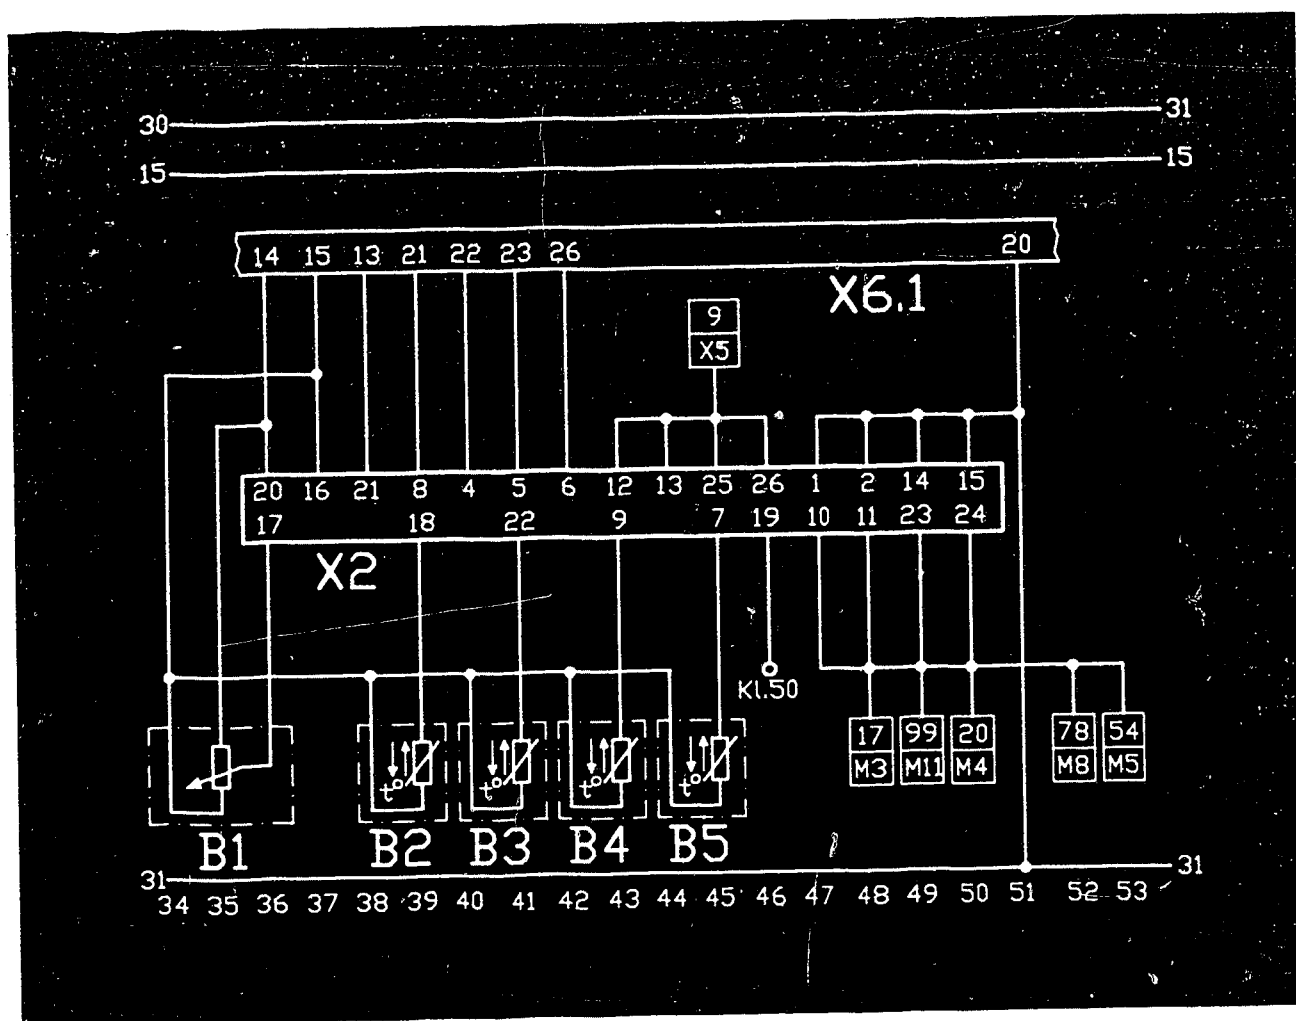 30 31
15 15
14 15 13 21 22 23 26 20
X6.1
9
X5
20 16 21 8 4 5 6 12 13 25 26 1 2 14 15
17 18 22 9 7 19 10 11 23 24
X2
Kl.50
17 99 20 78 54
M3 M11 M4 M8 M5
t° t° t° t°
B1 B2 B3 B4 B5
31 31
34 35 36 37 38 39 40 41 42 43 44 45 46 47 48 49 50 51 52 53